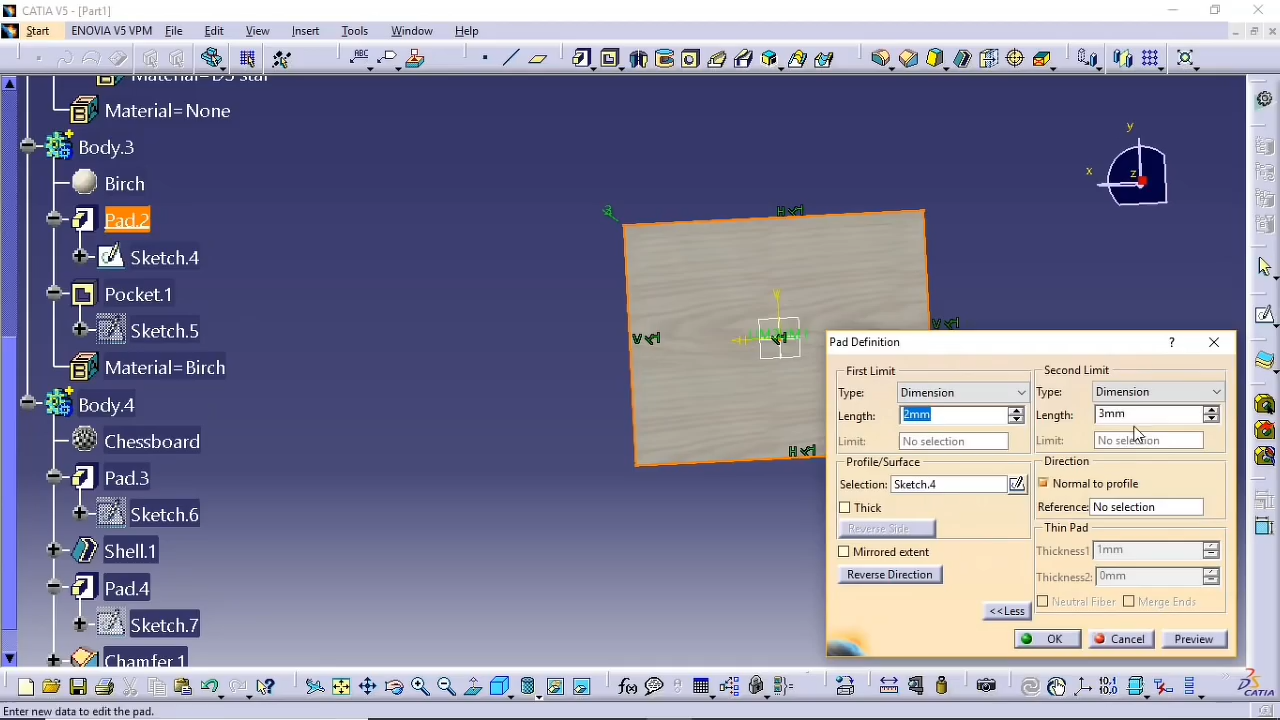 CATIA V5 - [Part1]
Start ENOVIA V5 VPM File Edit View Insert Tools Window Help
Material=None
Body.3
Birch
Pad.2
Sketch.4
Pocket.1
Sketch.5
Material=Birch
Body.4
Chessboard
Pad.3
Sketch.6
Shell.1
Pad.4
Sketch.7
Chamfer.1
y
x
z
3
H
V
V
H
Pad Definition
?
First Limit
Type: Dimension
Length: 2mm
Limit: No selection
Second Limit
Type: Dimension
Length: 3mm
Limit: No selection
Profile/Surface
Selection: Sketch.4
Thick
Reverse Side
Mirrored extent
Reverse Direction
Direction
Normal to profile
Reference: No selection
Thin Pad
Thickness1 1mm
Thickness2: 0mm
Neutral Fiber Merge Ends
<<Less
OK Cancel Preview
Enter new data to edit the pad.
CATIA